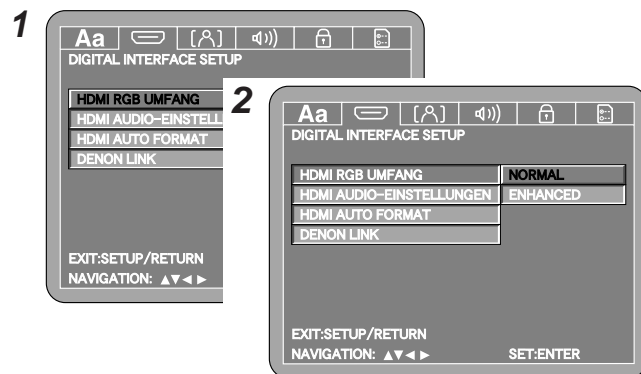 1
Aa
DIGITAL INTERFACE SETUP
HDMI RGB UMFANG
HDMI AUDIO-EINSTELL
HDMI AUTO FORMAT
DENON LINK
EXIT:SETUP/RETURN
NAVIGATION: ▲▼◄ ►
2
Aa
DIGITAL INTERFACE SETUP
HDMI RGB UMFANG NORMAL
HDMI AUDIO-EINSTELLUNGEN ENHANCED
HDMI AUTO FORMAT
DENON LINK
EXIT:SETUP/RETURN
NAVIGATION: ▲▼◄ ► SET:ENTER